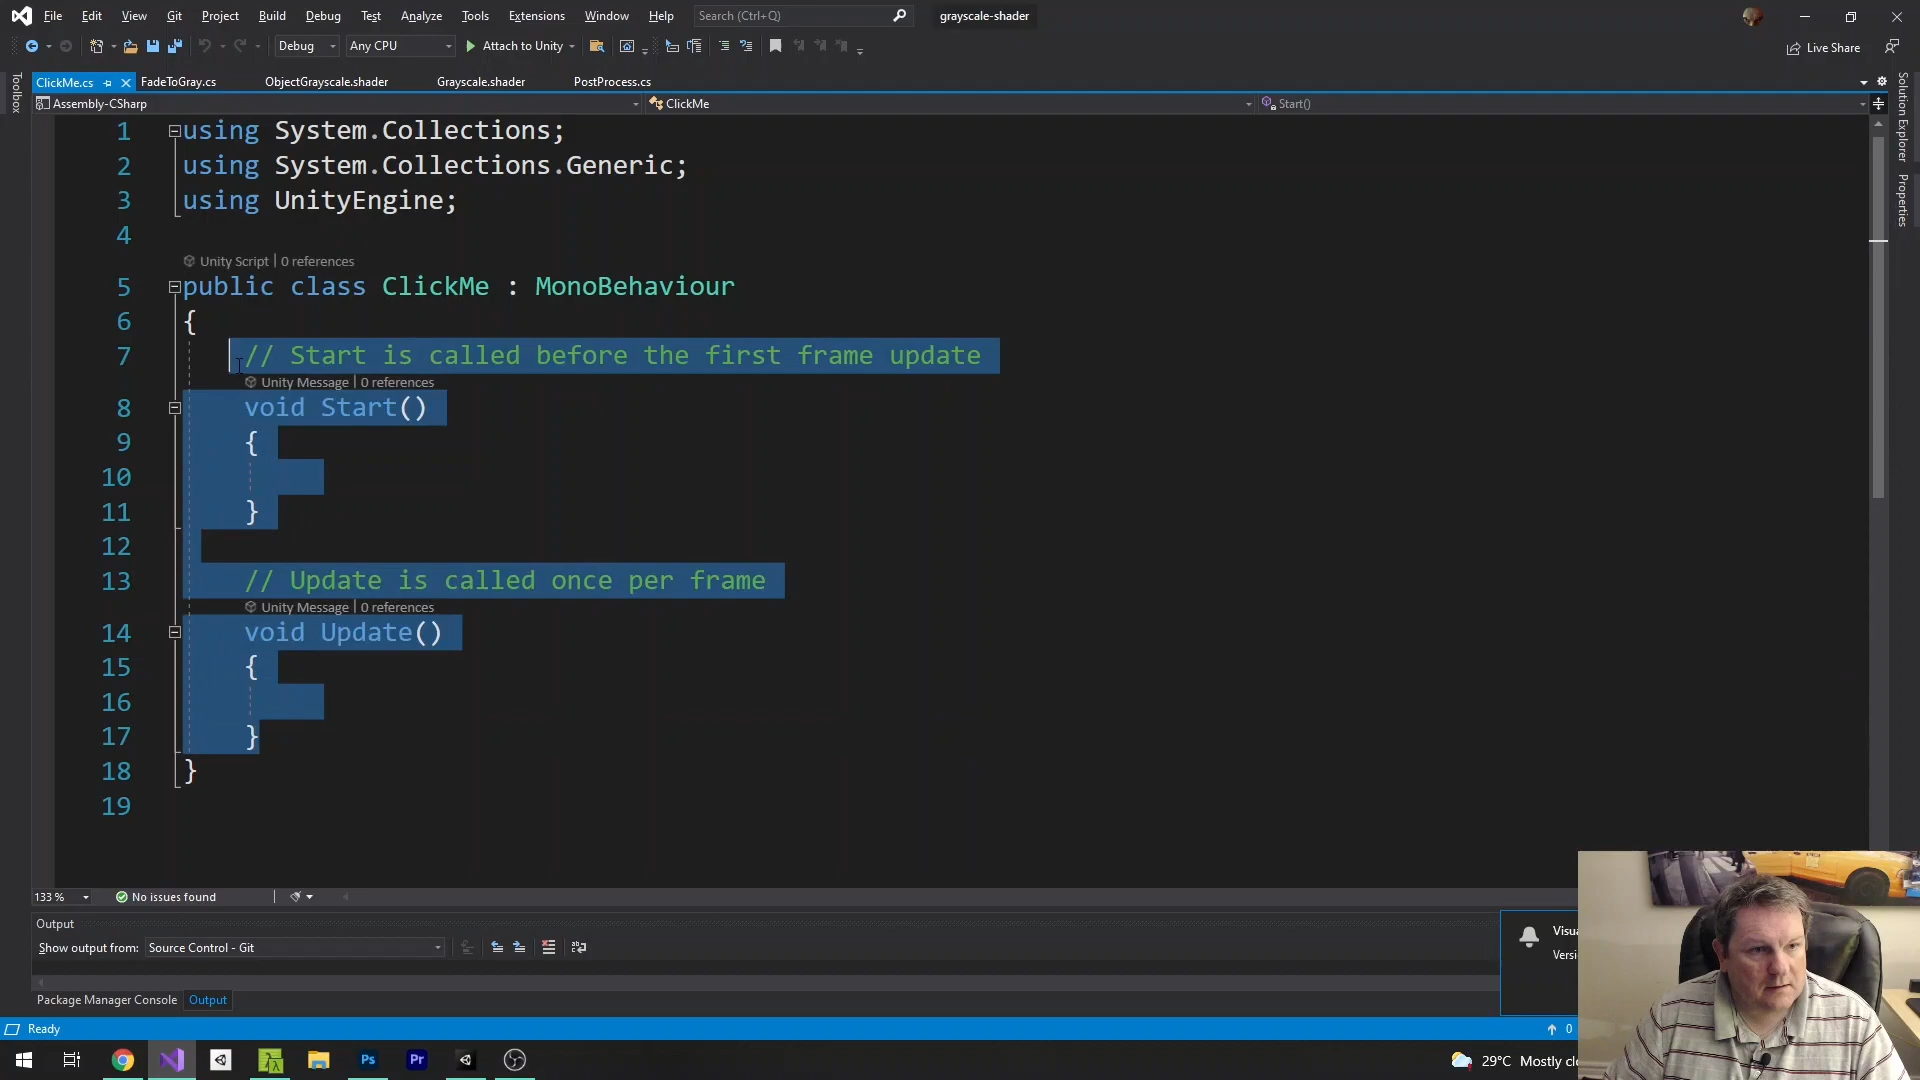 File Edit View Git Project Build Debug Test Analyze Tools Extensions Window Help Search (Ctrl+Q) grayscale-shader
Debug Any CPU Attach to Unity Live Share
ClickMe.cs FadeToGray.cs ObjectGrayscale.shader Grayscale.shader PostProcess.cs
Assembly-CSharp ClickMe Start()
Toolbox
Solution Explorer
Properties
1 using System.Collections;
2 using System.Collections.Generic;
3 using UnityEngine;
4
Unity Script | 0 references
5 public class ClickMe : MonoBehaviour
6 {
7 // Start is called before the first frame update
Unity Message | 0 references
8 void Start()
9 {
10
11 }
12
13 // Update is called once per frame
Unity Message | 0 references
14 void Update()
15 {
16
17 }
18 }
19
133 % No issues found
Output
Show output from: Source Control - Git
Visua
Versi
Package Manager Console Output
Ready 0
Ps Pr 29°C Mostly cl